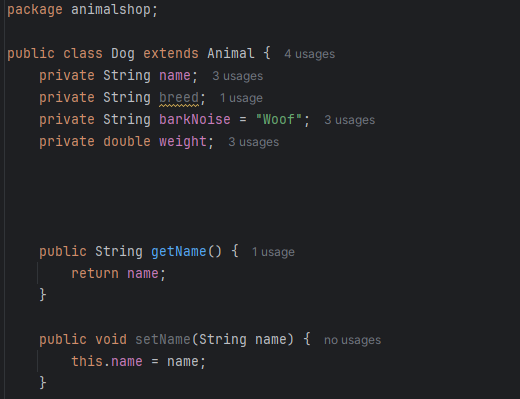 package animalshop;
public class Dog extends Animal { 4 usages
private String name; 3 usages
private String breed; 1 usage
private String barkNoise = "Woof"; 3 usages
private double weight; 3 usages
public String getName() { 1 usage
return name;
}
public void setName(String name) { no usages
this.name = name;
}